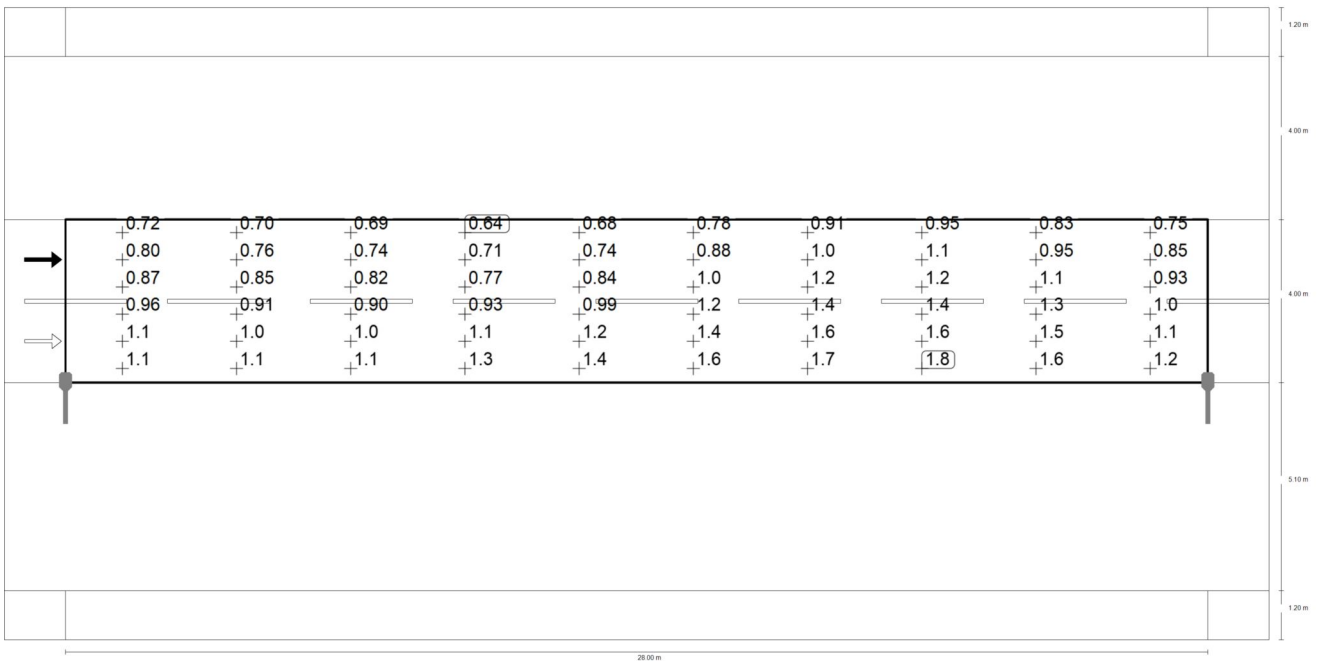 1.20 m
4.00 m
0.72 0.70 0.69 0.64 0.68 0.78 0.91 0.95 0.83 0.75
0.80 0.76 0.74 0.71 0.74 0.88 1.0 1.1 0.95 0.85
0.87 0.85 0.82 0.77 0.84 1.0 1.2 1.2 1.1 0.93
4.00 m
0.96 0.91 0.90 0.93 0.99 1.2 1.4 1.4 1.3 1.0
1.1 1.0 1.0 1.1 1.2 1.4 1.6 1.6 1.5 1.1
1.1 1.1 1.1 1.3 1.4 1.6 1.7 1.8 1.6 1.2
5.10 m
1.20 m
28.00 m